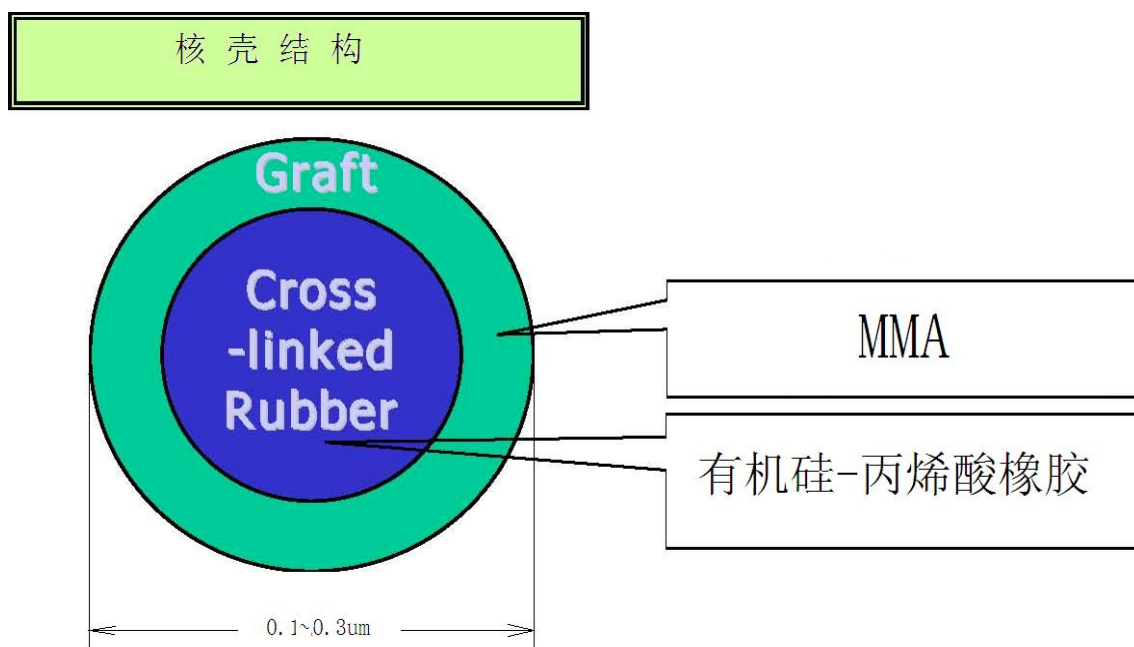 核 壳 结 构
Graft
Cross
-linked
Rubber
MMA
有机硅-丙烯酸橡胶
0.1~0.3um